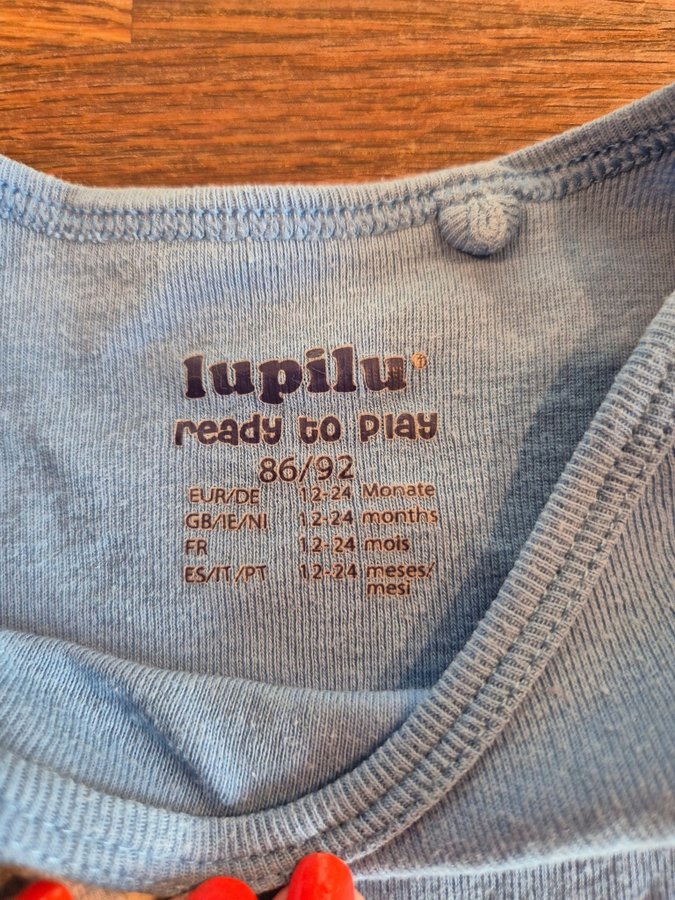 lupilu®
ready to play
86/92
EUR/DE 12-24 Monate
GB/IE/NI 12-24 months
FR 12-24 mois
ES/IT/PT 12-24 meses/
mesi